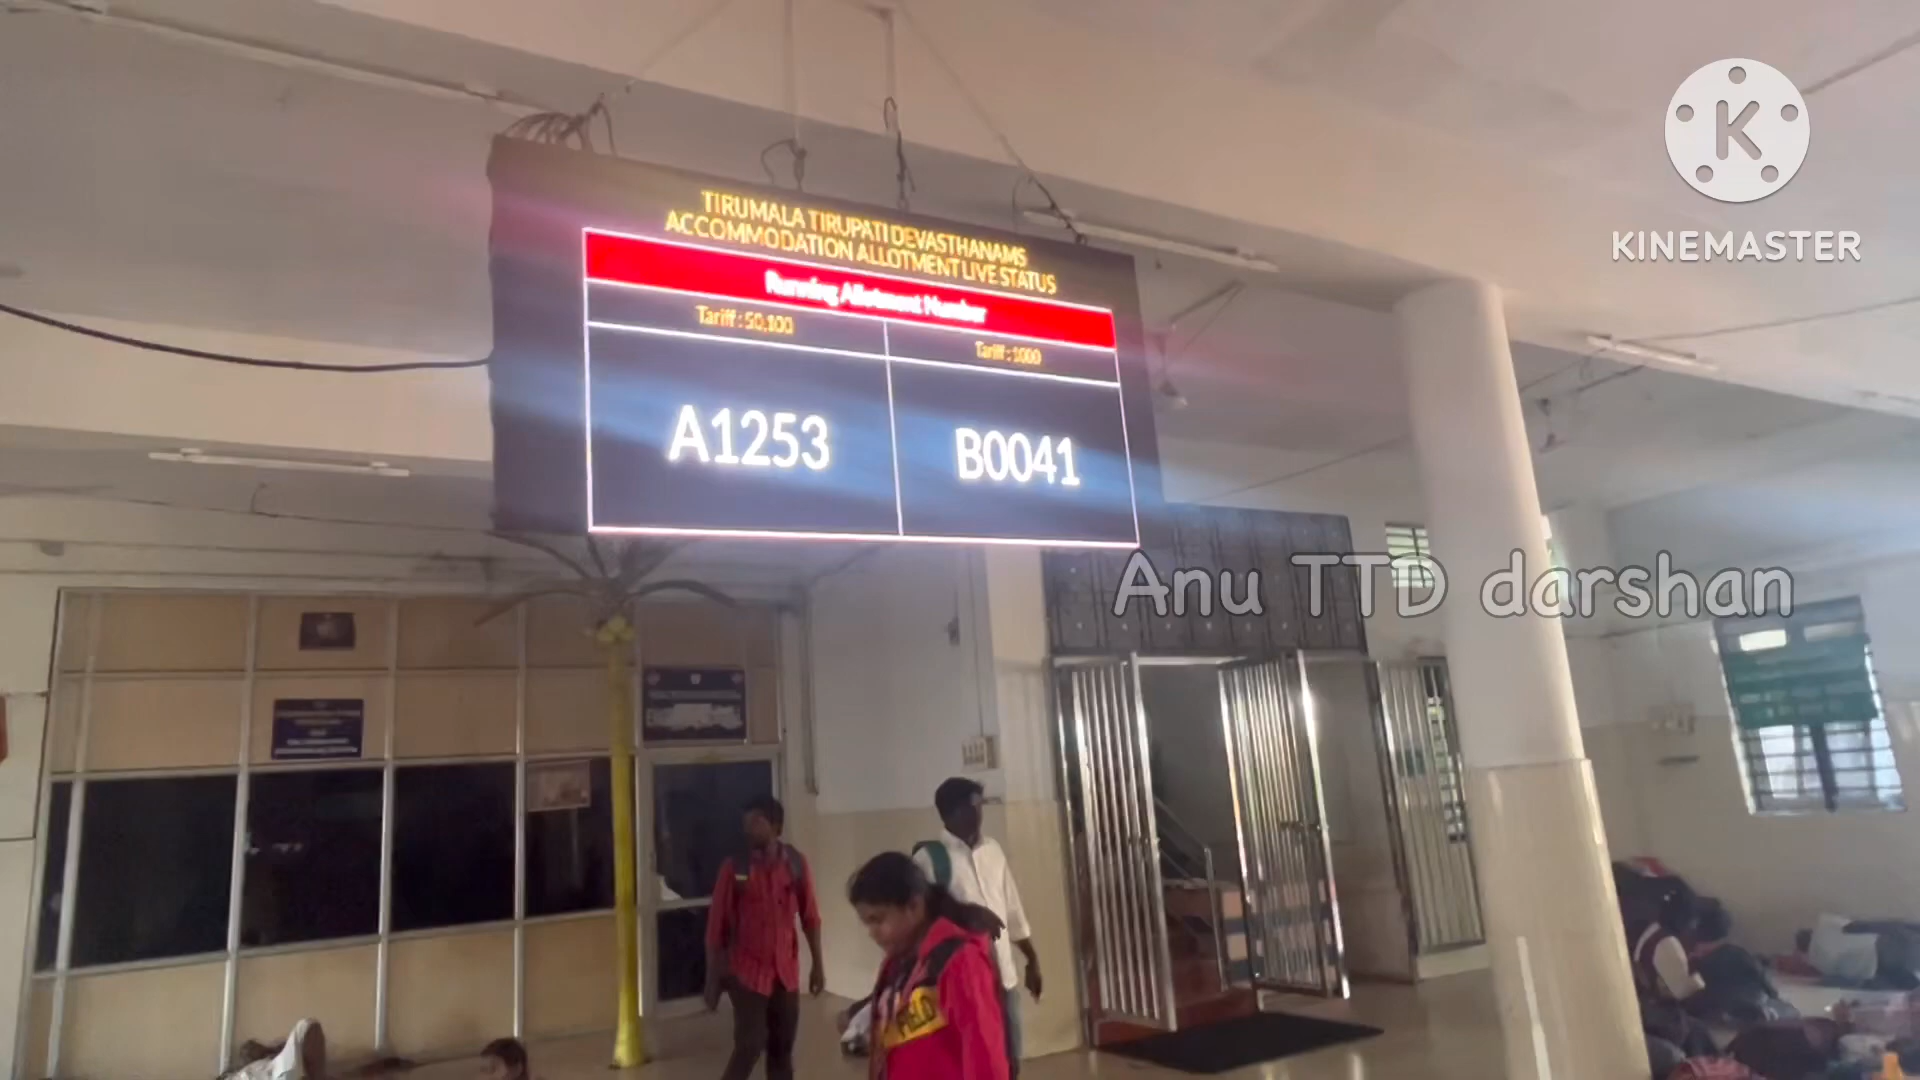 TIRUMALA TIRUPATI DEVASTHANAMS
ACCOMMODATION ALLOTMENT LIVE STATUS
Running Allotment Number
Tariff : 50,100
Tariff : 1000
A1253
B0041
K
KINEMASTER
Anu TTD darshan
FIELD